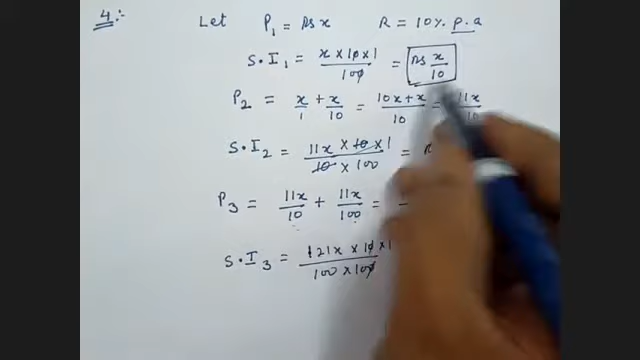 4:-
Let P₁ = Rs x R = 10% p.a
S.I₁ = x × 10 × 1 / 100 = Rs x/10
P₂ = x/1 + x/10 = 10x + x / 10 = 11x/10
S.I₂ = 11x × 10 × 1 / 10 × 100 =
P₃ = 11x/10 + 11x/100 =
S.I₃ = 121x × 10 × 1 / 100 × 100